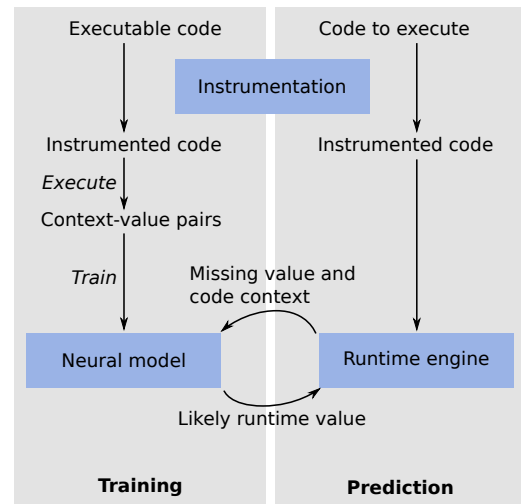 Executable code
Code to execute
Instrumentation
Instrumented code
Instrumented code
Execute
Context-value pairs
Train
Missing value and
code context
Neural model
Runtime engine
Likely runtime value
Training
Prediction